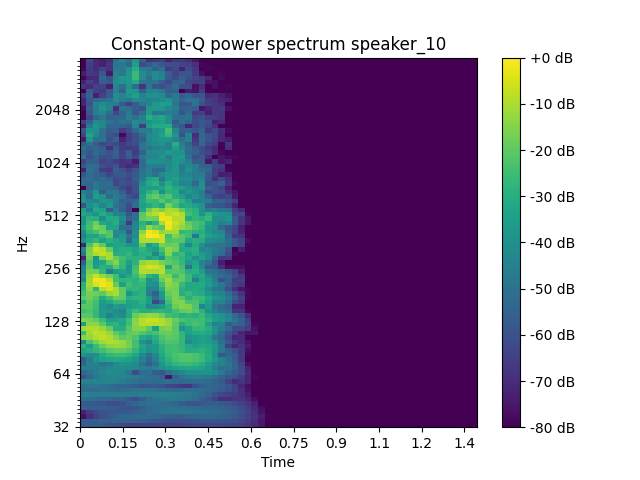 Constant-Q power spectrum speaker_10
Hz
2048
1024
512
256
128
64
32
0 0.15 0.3 0.45 0.6 0.75 0.9 1.1 1.2 1.4
Time
+0 dB
-10 dB
-20 dB
-30 dB
-40 dB
-50 dB
-60 dB
-70 dB
-80 dB